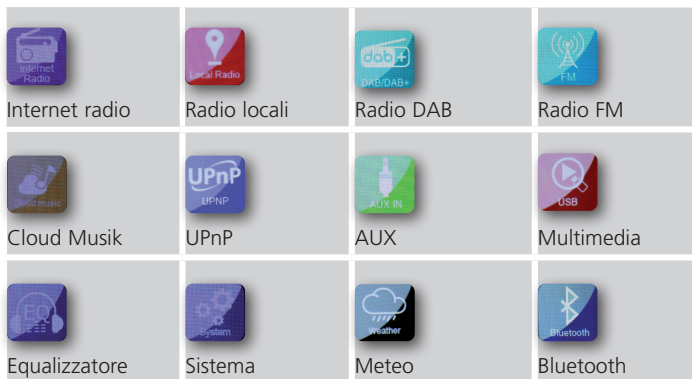 Internet
Radio
Internet radio
Local Radio
Radio locali
dab+
DAB/DAB+
Radio DAB
FM
Radio FM
Cloud music
Cloud Musik
UPnP
UPNP
UPnP
AUX IN
AUX
USB
Multimedia
EQ
Equalizzatore
System
Sistema
Weather
Meteo
Bluetooth
Bluetooth